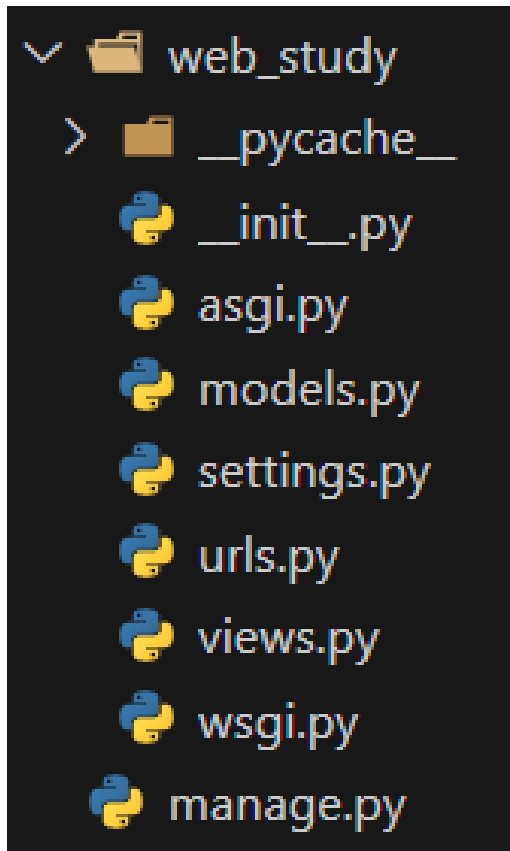 web_study
__pycache__
__init__.py
asgi.py
models.py
settings.py
urls.py
views.py
wsgi.py
manage.py